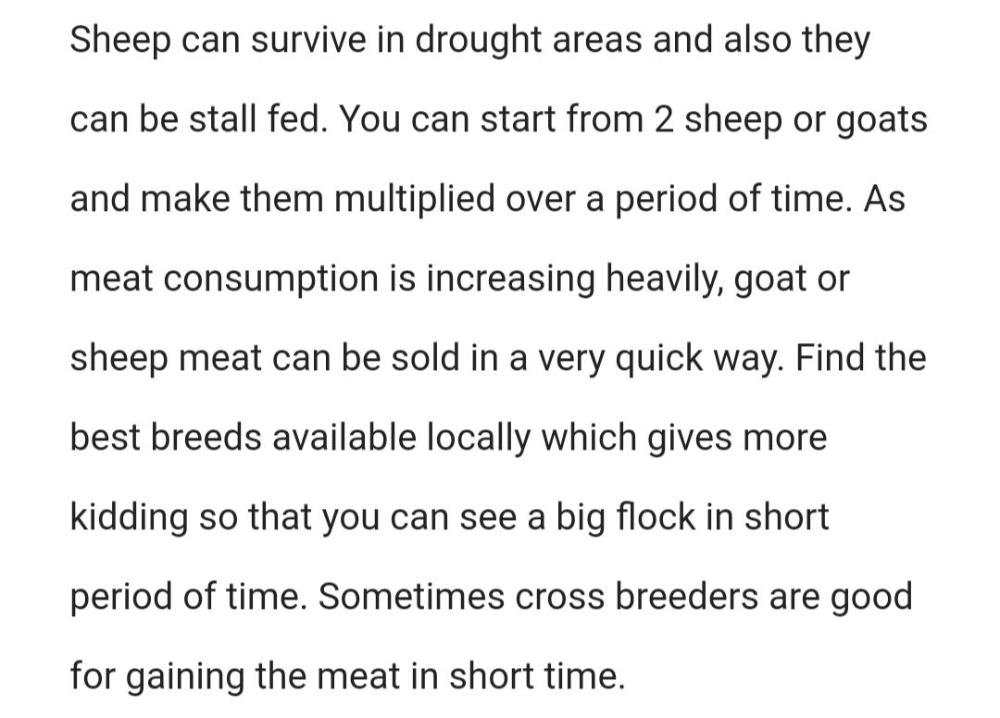 Sheep can survive in drought areas and also they
can be stall fed. You can start from 2 sheep or goats
and make them multiplied over a period of time. As
meat consumption is increasing heavily, goat or
sheep meat can be sold in a very quick way. Find the
best breeds available locally which gives more
kidding so that you can see a big flock in short
period of time. Sometimes cross breeders are good
for gaining the meat in short time.